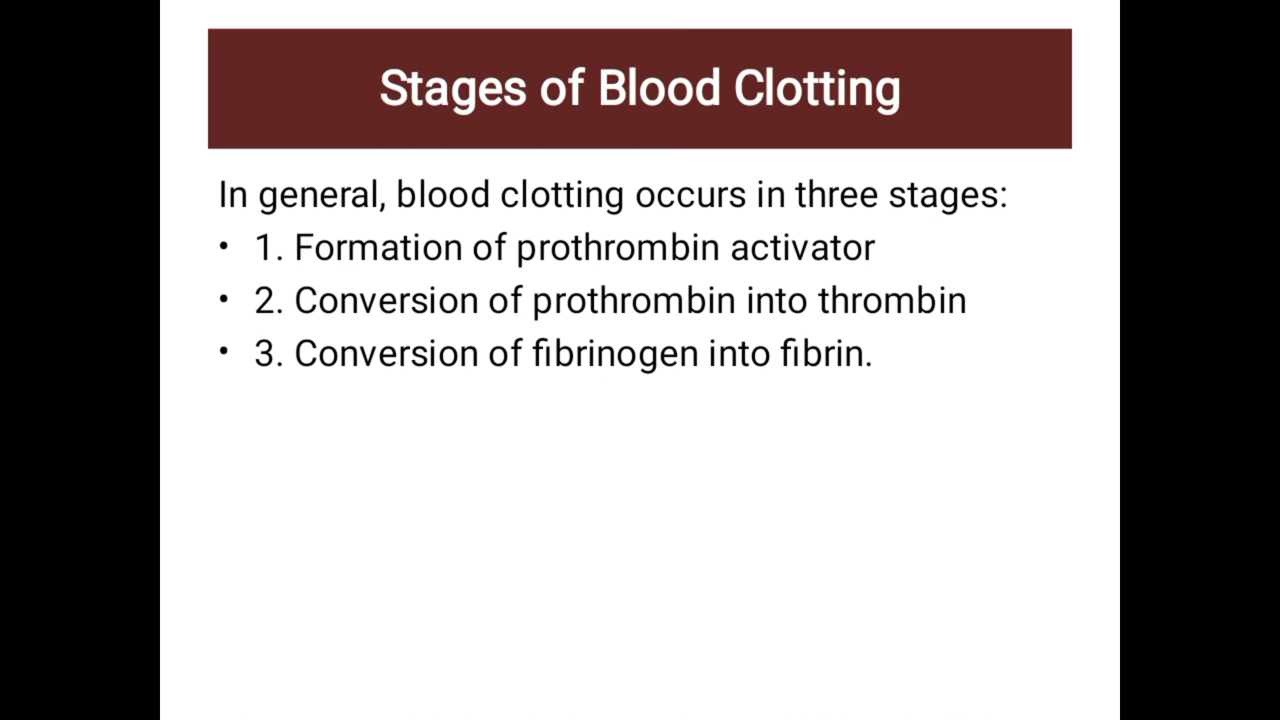 Stages of Blood Clotting
In general, blood clotting occurs in three stages:
• 1. Formation of prothrombin activator
• 2. Conversion of prothrombin into thrombin
• 3. Conversion of fibrinogen into fibrin.